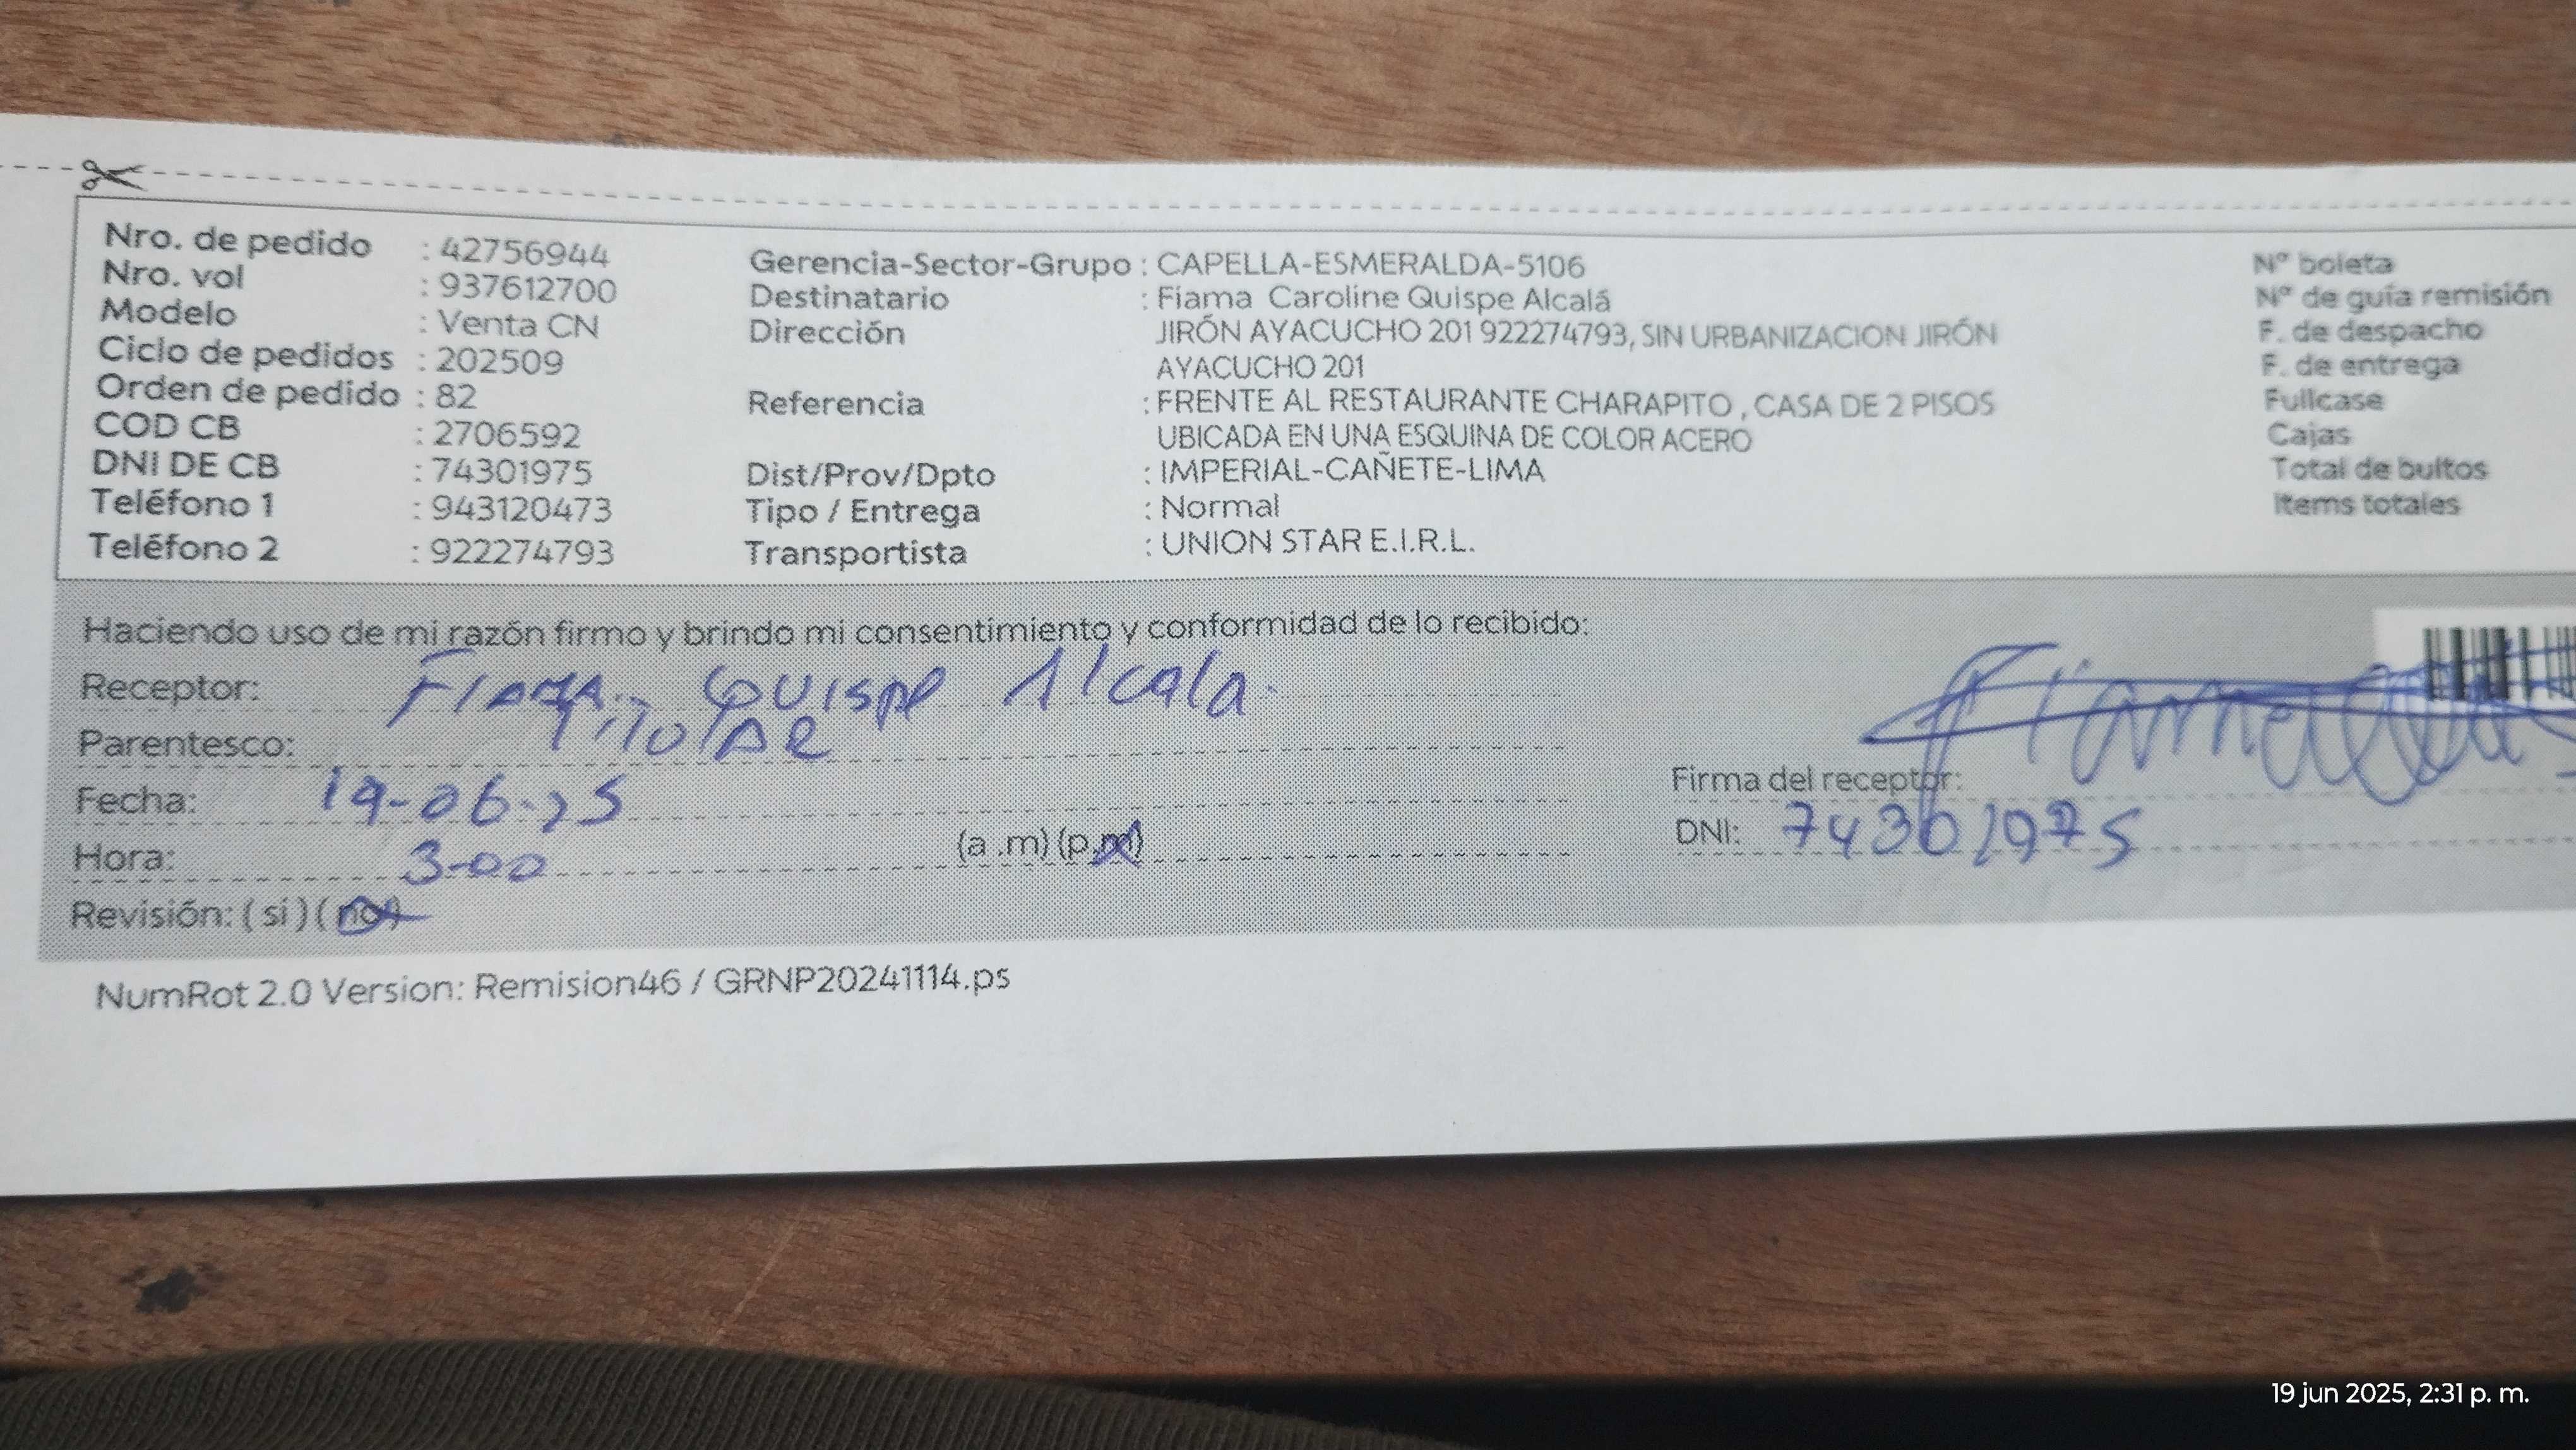 Nro. de pedido : 42756944
Nro. vol : 937612700
Modelo : Venta CN
Ciclo de pedidos : 202509
Orden de pedido : 82
COD CB : 2706592
DNI DE CB : 74301975
Teléfono 1 : 943120473
Teléfono 2 : 922274793
Gerencia-Sector-Grupo : CAPELLA-ESMERALDA-5106
Destinatario : Fiama Caroline Quispe Alcalá
Dirección JIRÓN AYACUCHO 201 922274793, SIN URBANIZACION JIRÓN
AYACUCHO 201
Referencia : FRENTE AL RESTAURANTE CHARAPITO , CASA DE 2 PISOS
UBICADA EN UNA ESQUINA DE COLOR ACERO
Dist/Prov/Dpto : IMPERIAL-CAÑETE-LIMA
Tipo / Entrega : Normal
Transportista : UNION STAR E.I.R.L.
Nº boleta
Nº de guía remisión
F. de despacho
F. de entrega
Fullcase
Cajas
Total de bultos
Items totales
Haciendo uso de mi razón firmo y brindo mi consentimiento y conformidad de lo recibido:
Receptor: FIAMA. Quispe Alcala.
Parentesco: TITULAR
Fecha: 19-06-25
Hora: 3-00 (a .m) (p.m)
Revisión: ( si ) ( no )
Firma del receptor:
DNI: 74301975
NumRot 2.0 Version: Remision46 / GRNP20241114.ps
19 jun 2025, 2:31 p. m.